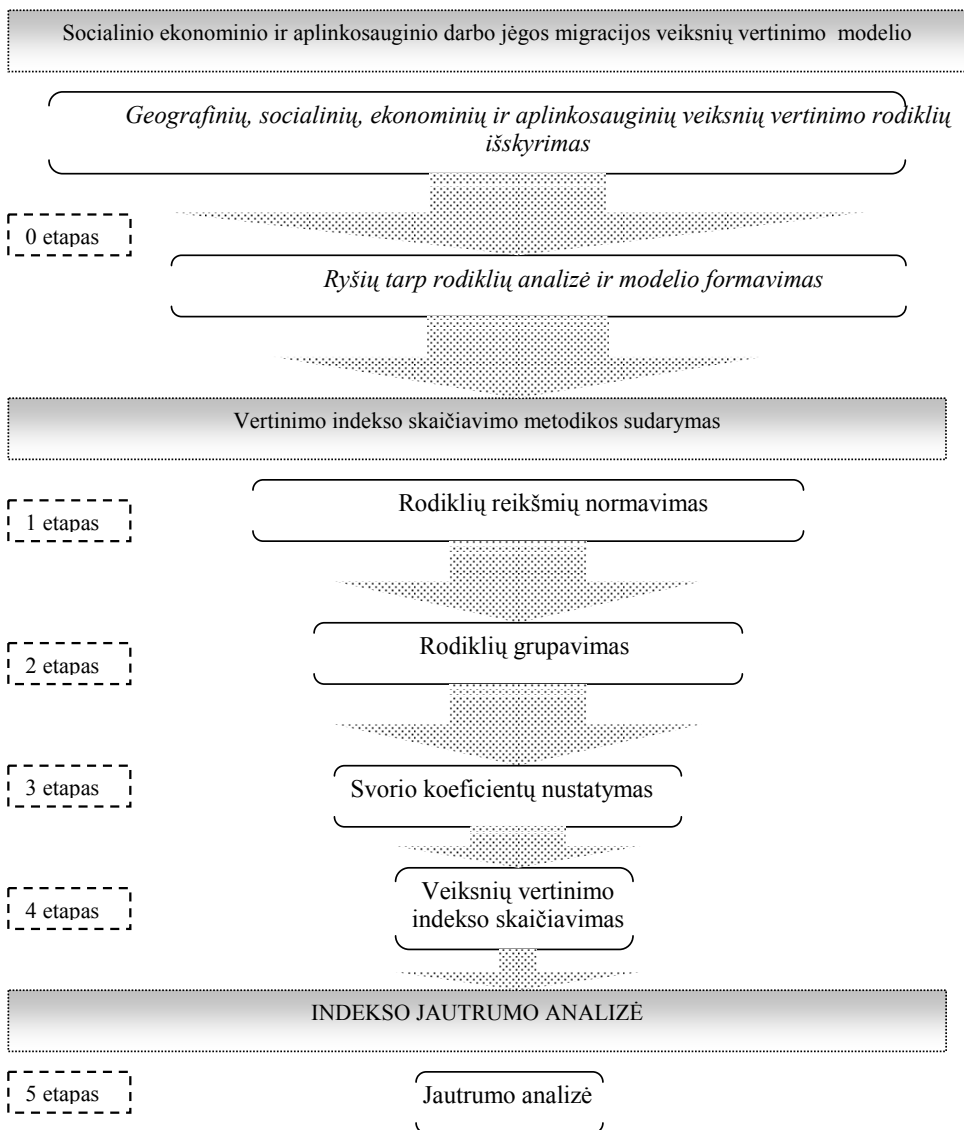 Socialinio ekonominio ir aplinkosauginio darbo jėgos migracijos veiksnių vertinimo modelio
Geografinių, socialinių, ekonominių ir aplinkosauginių veiksnių vertinimo rodiklių
išskyrimas
0 etapas
Ryšių tarp rodiklių analizė ir modelio formavimas
Vertinimo indekso skaičiavimo metodikos sudarymas
1 etapas
Rodiklių reikšmių normavimas
2 etapas
Rodiklių grupavimas
3 etapas
Svorio koeficientų nustatymas
4 etapas
Veiksnių vertinimo
indekso skaičiavimas
INDEKSO JAUTRUMO ANALIZĖ
5 etapas
Jautrumo analizė